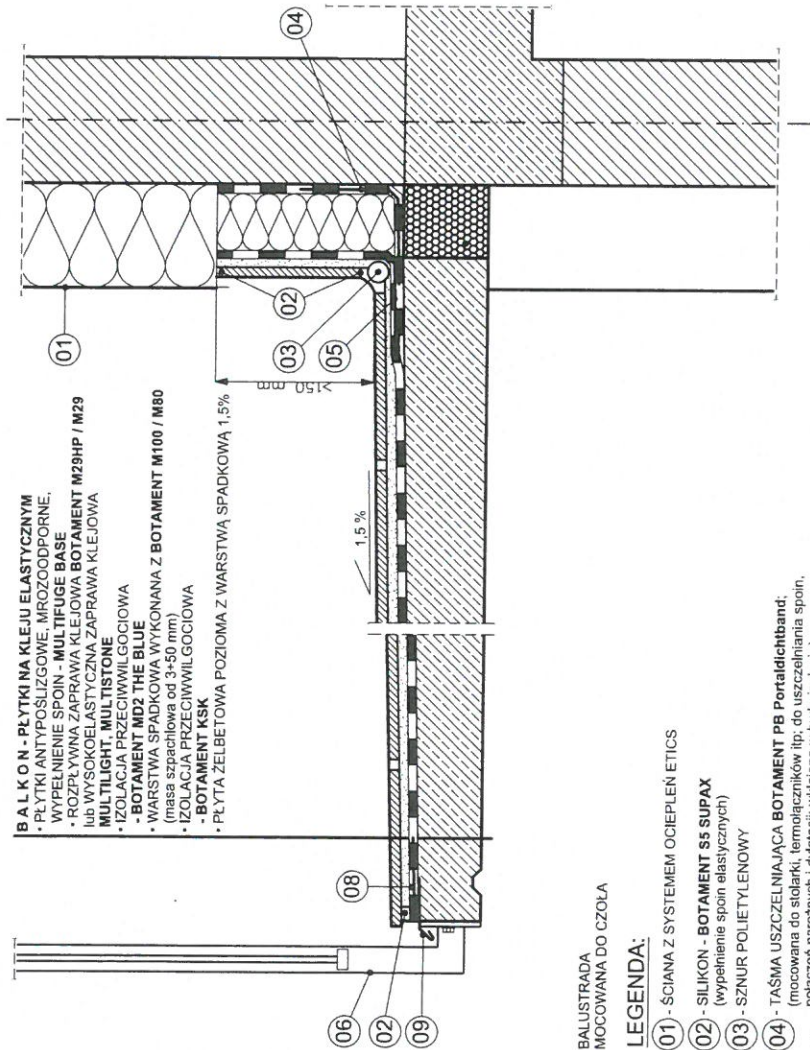 BALKON - PŁYTKI NA KLEJU ELASTYCZNYM
• PŁYTKI ANTYPOŚLIZGOWE, MROZOODPORNE,
WYPEŁNIENIE SPOIN - MULTIFUGE BASE
• ROZPŁYWNA ZAPRAWA KLEJOWA BOTAMENT M29HP / M29
lub WYSOKOELASTYCZNA ZAPRAWA KLEJOWA
MULTILIGHT, MULTISTONE
• IZOLACJA PRZECIWWILGOCIOWA
- BOTAMENT MD2 THE BLUE
• WARSTWA SPADKOWA WYKONANA Z BOTAMENT M100 / M80
(masa szpachlowa od 3÷50 mm)
• IZOLACJA PRZECIWWILGOCIOWA
- BOTAMENT KSK
• PŁYTA ŻELBETOWA POZIOMA Z WARSTWĄ SPADKOWĄ 1,5%
01
02
03
05
04
>150 mm
1,5 %
08
06
02
09
BALUSTRADA
MOCOWANA DO CZOŁA
LEGENDA:
01 - ŚCIANA Z SYSTEMEM OCIEPLEŃ ETICS
02 - SILIKON - BOTAMENT S5 SUPAX
(wypełnienie spoin elastycznych)
03 - SZNUR POLIETYLENOWY
04 - TAŚMA USZCZELNIAJĄCA BOTAMENT PB Portaldichtband;
(mocowana do stolarki, termołączników itp; do uszczelniania spoin,